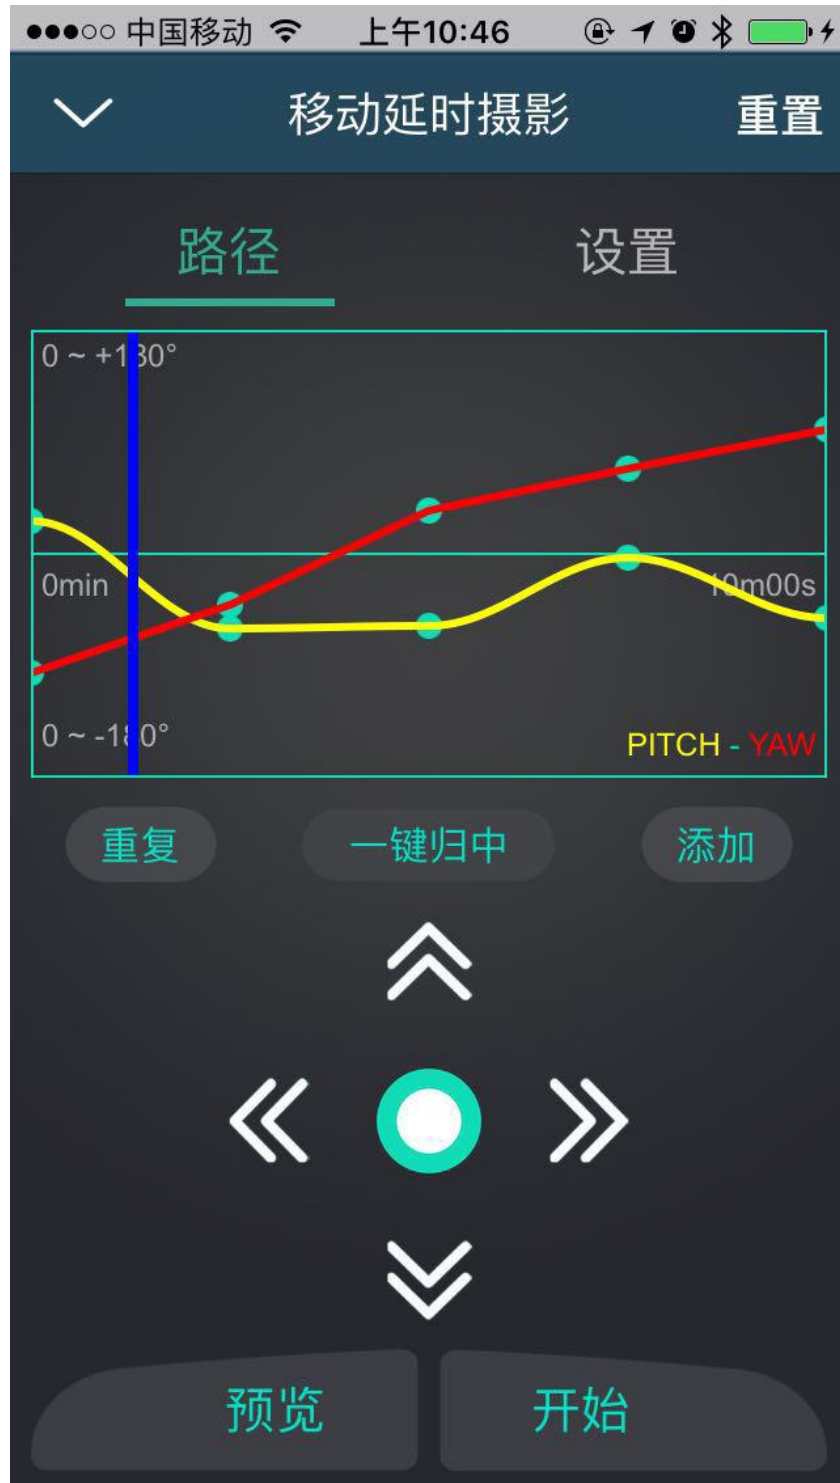 中国移动 上午10:46
移动延时摄影 重置
路径 设置
0 ~ +180°
0min 10m00s
0 ~ -180°
PITCH - YAW
重复 一键归中 添加
预览 开始